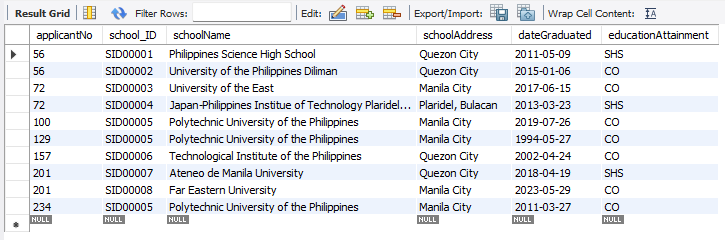 Result Grid Filter Rows: Edit: Export/Import: Wrap Cell Content: IA
applicantNo school_ID schoolName schoolAddress dateGraduated educationAttainment
56 SID00001 Philippines Science High School Quezon City 2011-05-09 SHS
56 SID00002 University of the Philippines Diliman Quezon City 2015-01-06 CO
72 SID00003 University of the East Manila City 2017-06-15 CO
72 SID00004 Japan-Philippines Institue of Technology Plaridel... Plaridel, Bulacan 2013-03-23 SHS
100 SID00005 Polytechnic University of the Philippines Manila City 2019-07-26 CO
129 SID00005 Polytechnic University of the Philippines Manila City 1994-05-27 CO
157 SID00006 Technological Institute of the Philippines Quezon City 2002-04-24 CO
201 SID00007 Ateneo de Manila University Quezon City 2018-04-19 SHS
201 SID00008 Far Eastern University Manila City 2023-05-29 CO
234 SID00005 Polytechnic University of the Philippines Manila City 2011-03-27 CO
NULL NULL NULL NULL NULL NULL